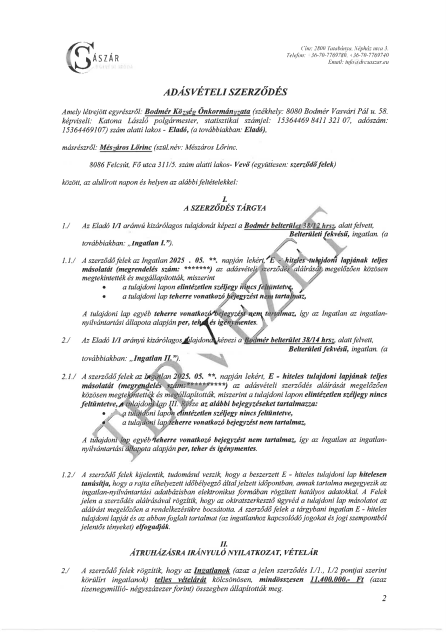 CS
ÁSZÁR
Cím: 2800 Tatabánya, Népház utca 3.
Telefon: +36-70-7769780. +36-70-7769740
Email: info@drcsaszar.eu
ADÁSVÉTELI SZERZŐDÉS
Amely létrejött egyrészről: Bodmér Község Önkormányzata (székhely: 8080 Bodmér Vasvári Pál u. 58.
képviseli: Katona László polgármester, statisztikai számjel: 15364469 8411 321 07, adószám:
15364469107) szám alatti lakos - Eladó, (a továbbiakban: Eladó),
másrészről: Mészáros Lőrinc (szül.név: Mészáros Lőrinc.
8086 Felcsút, Fő utca 311/5. szám alatti lakos- Vevő (együttesen: szerződő felek)
között, az alulírott napon és helyen az alábbi feltételekkel:
I.
A SZERZŐDÉS TÁRGYA
1./ Az Eladó 1/1 arányú kizárólagos tulajdonát képezi a Bodmér belterület 38/12 hrsz. alatt felvett,
Belterületi fekvésű, ingatlan. (a
továbbiakban: „Ingatlan I.").
1.1./ A szerződő felek az Ingatlan 2025 . 05. **. napján lekért, E - hiteles tulajdoni lapjának teljes
másolatát (megrendelés szám: *******) az adásvételi szerződés aláírását megelőzően közösen
megtekintették és megállapították, miszerint
• a tulajdoni lapon elintézetlen széljegy nincs feltüntetve,
• a tulajdoni lap teherre vonatkozó bejegyzést nem tartalmaz,
A tulajdoni lap egyéb teherre vonatkozó bejegyzést nem tartalmaz, így az Ingatlan az ingatlan-
nyilvántartási állapota alapján per, teher és igénymentes.
2./ Az Eladó 1/1 arányú kizárólagos tulajdonát képezi a Bodmér belterület 38/14 hrsz. alatt felvett,
Belterületi fekvésű, ingatlan. (a
továbbiakban: „Ingatlan II.").
2.1./ A szerződő felek az Ingatlan 2025. 05. **. napján lekért, E - hiteles tulajdoni lapjának teljes
másolatát (megrendelés szám:**********) az adásvételi szerződés aláírását megelőzően
közösen megtekintették és megállapították, miszerint a tulajdoni lapon elintézetlen széljegy nincs
feltüntetve, a tulajdoni lap III. része az alábbi bejegyzéseket tartalmazza:
• a tulajdoni lapon elintézetlen széljegy nincs feltüntetve,
• a tulajdoni lap teherre vonatkozó bejegyzést nem tartalmaz,
A tulajdoni lap egyéb teherre vonatkozó bejegyzést nem tartalmaz, így az Ingatlan az ingatlan-
nyilvántartási állapota alapján per, teher és igénymentes.
1.2./ A szerződő felek kijelentik, tudomásul veszik, hogy a beszerzett E - hiteles tulajdoni lap hitelesen
tanúsítja, hogy a rajta elhelyezett időbélyegző által jelzett időpontban, annak tartalma megegyezik az
ingatlan-nyilvántartási adatbázisban elektronikus formában rögzített hatályos adatokkal. A Felek
jelen a szerződés aláírásával rögzítik, hogy az okiratszerkesztő ügyvéd a tulajdoni lap másolatot az
aláírást megelőzően a rendelkezésükre bocsátotta. A szerződő felek a tárgybani ingatlan E - hiteles
tulajdoni lapját és az abban foglalt tartalmat (az ingatlanhoz kapcsolódó jogokat és jogi szempontból
jelentős tényeket) elfogadják.
II.
ÁTRUHÁZÁSRA IRÁNYULÓ NYILATKOZAT, VÉTELÁR
2./ A szerződő felek rögzítik, hogy az Ingatlanok (azaz a jelen szerződés 1./1., 1./2 pontjai szerint
körülírt ingatlanok) teljes vételárát kölcsönösen, mindösszesen 11.400.000.- Ft (azaz
tizenegymillió- négyszázezer forint) összegben állapították meg.
2
TERVEZET